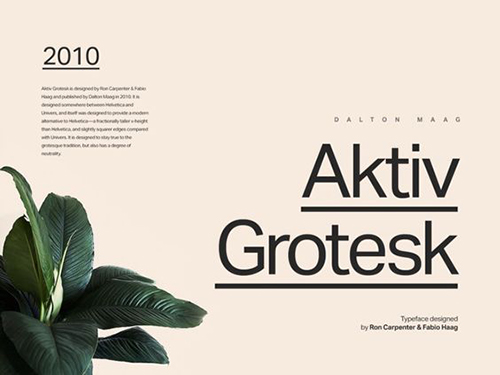 2010
Aktiv Grotesk is designed by Ron Carpenter & Fabio
Haag and published by Dalton Maag in 2010. It is
designed somewhere between Helvetica and
Univers, and itself was designed to provide a modern
alternative to Helvetica—a fractionally taller x-height
than Helvetica, and slightly squarer edges compared
with Univers. It is designed to stay true to the
grotesque tradition, but also has a degree of
neutrality.
DALTON MAAG
Aktiv
Grotesk
Typeface designed
by Ron Carpenter & Fabio Haag